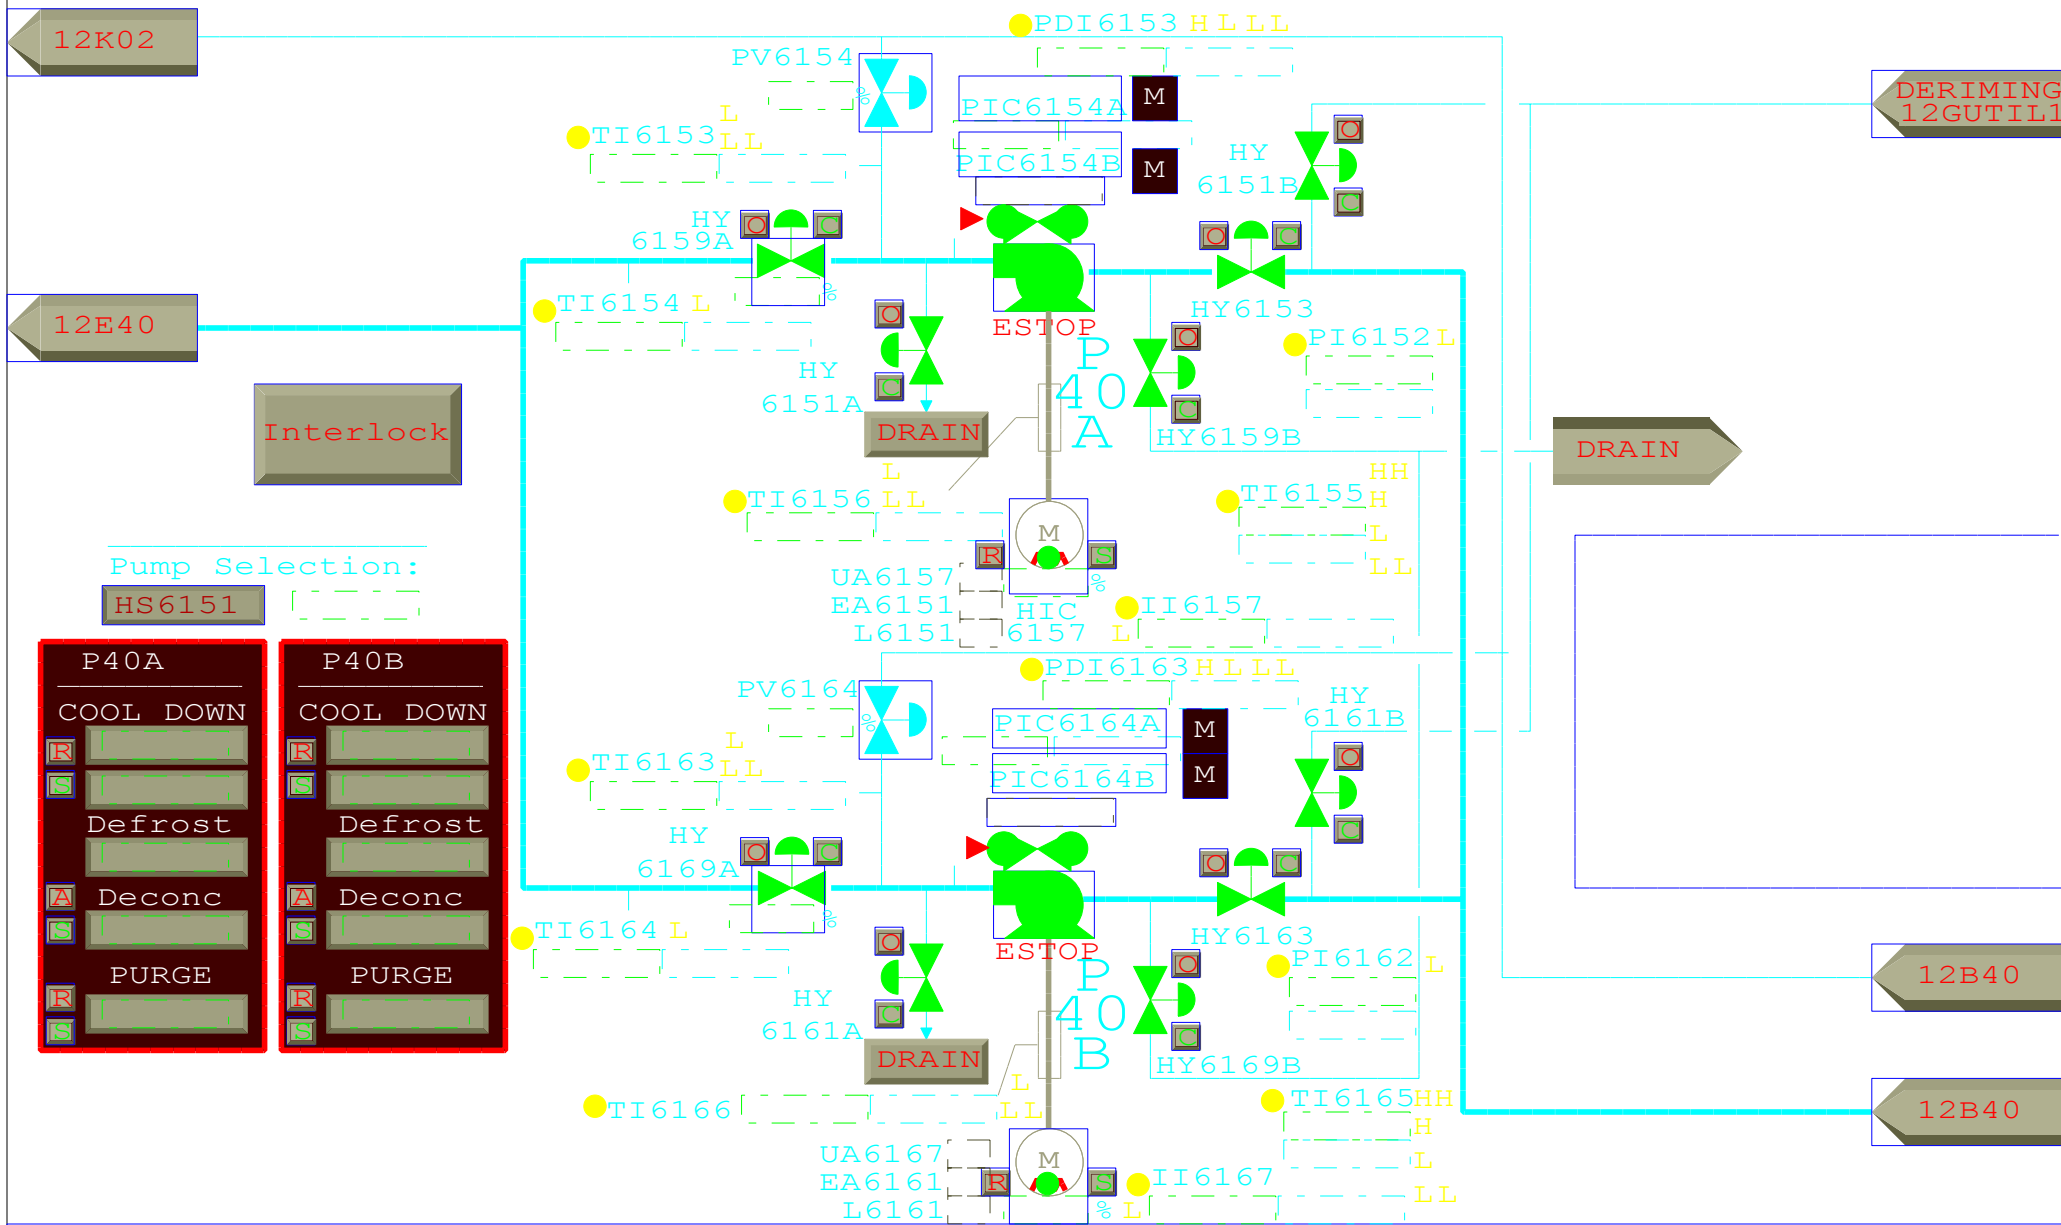 12K02
PDI6153 H L LL
PV6154
%
DERIMING
12GUTIL1
PIC6154A M
L
TI6153 LL
PIC6154B M
HY
6151B
O
C
HY
6159A
O C
O C
TI6154 L
%
12E40
HY6153
ESTOP
O
O
PI6152 L
P
40
A
HY
6151A
C
C
DRAIN
HY6159B
Interlock
DRAIN
L
TI6156 LL
HH
TI6155 H
L
LL
M
R S
%
Pump Selection:
HS6151
UA6157
EA6151
L6151
HIC
6157
II6157
L
P40A
COOL DOWN
R
S
Defrost
A Deconc
S
PURGE
R
S
P40B
COOL DOWN
R
S
Defrost
A Deconc
S
PURGE
R
S
PDI6163 H L LL
PV6164
%
HY
6161B
PIC6164A M
L
TI6163 LL
PIC6164B M
O
C
HY
6169A
O C
O C
TI6164 L
%
HY6163
ESTOP
O
O
PI6162 L
P
40
B
12B40
HY
6161A
C
C
DRAIN
HY6169B
L
TI6166 LL
TI6165 HH
H
L
LL
12B40
M
R S
%
UA6167
EA6161
L6161
II6167
L